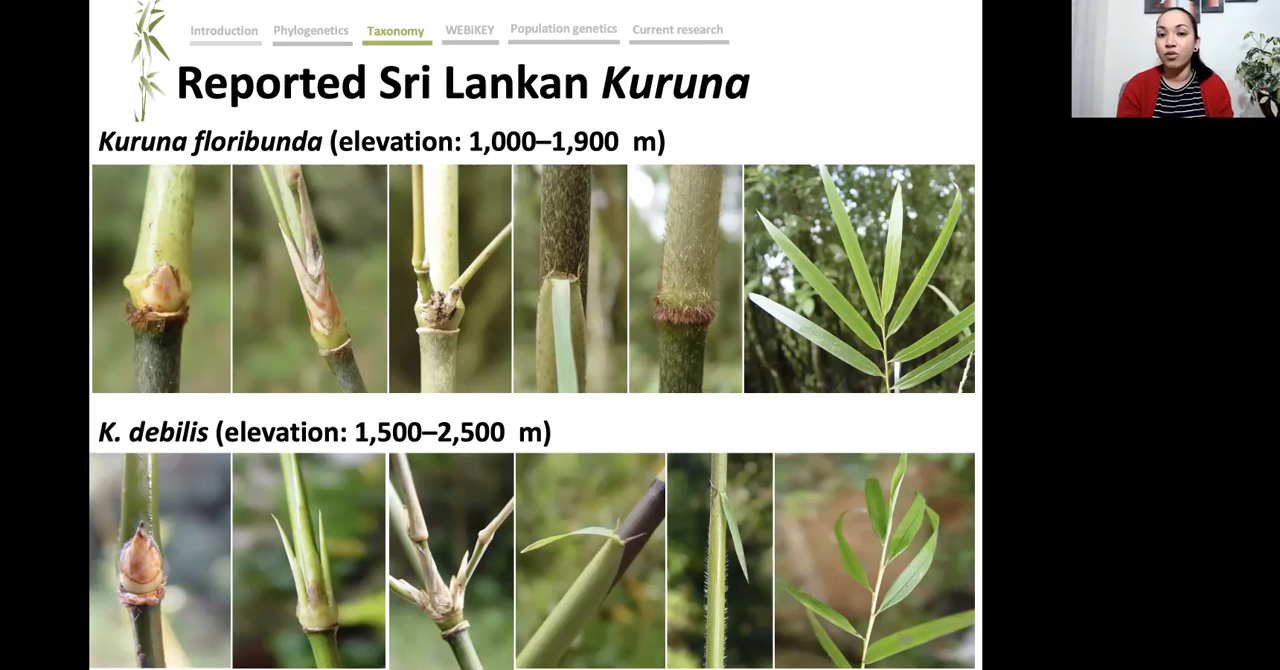 Introduction Phylogenetics Taxonomy WEBiKEY Population genetics Current research
Reported Sri Lankan Kuruna
Kuruna floribunda (elevation: 1,000–1,900 m)
K. debilis (elevation: 1,500–2,500 m)